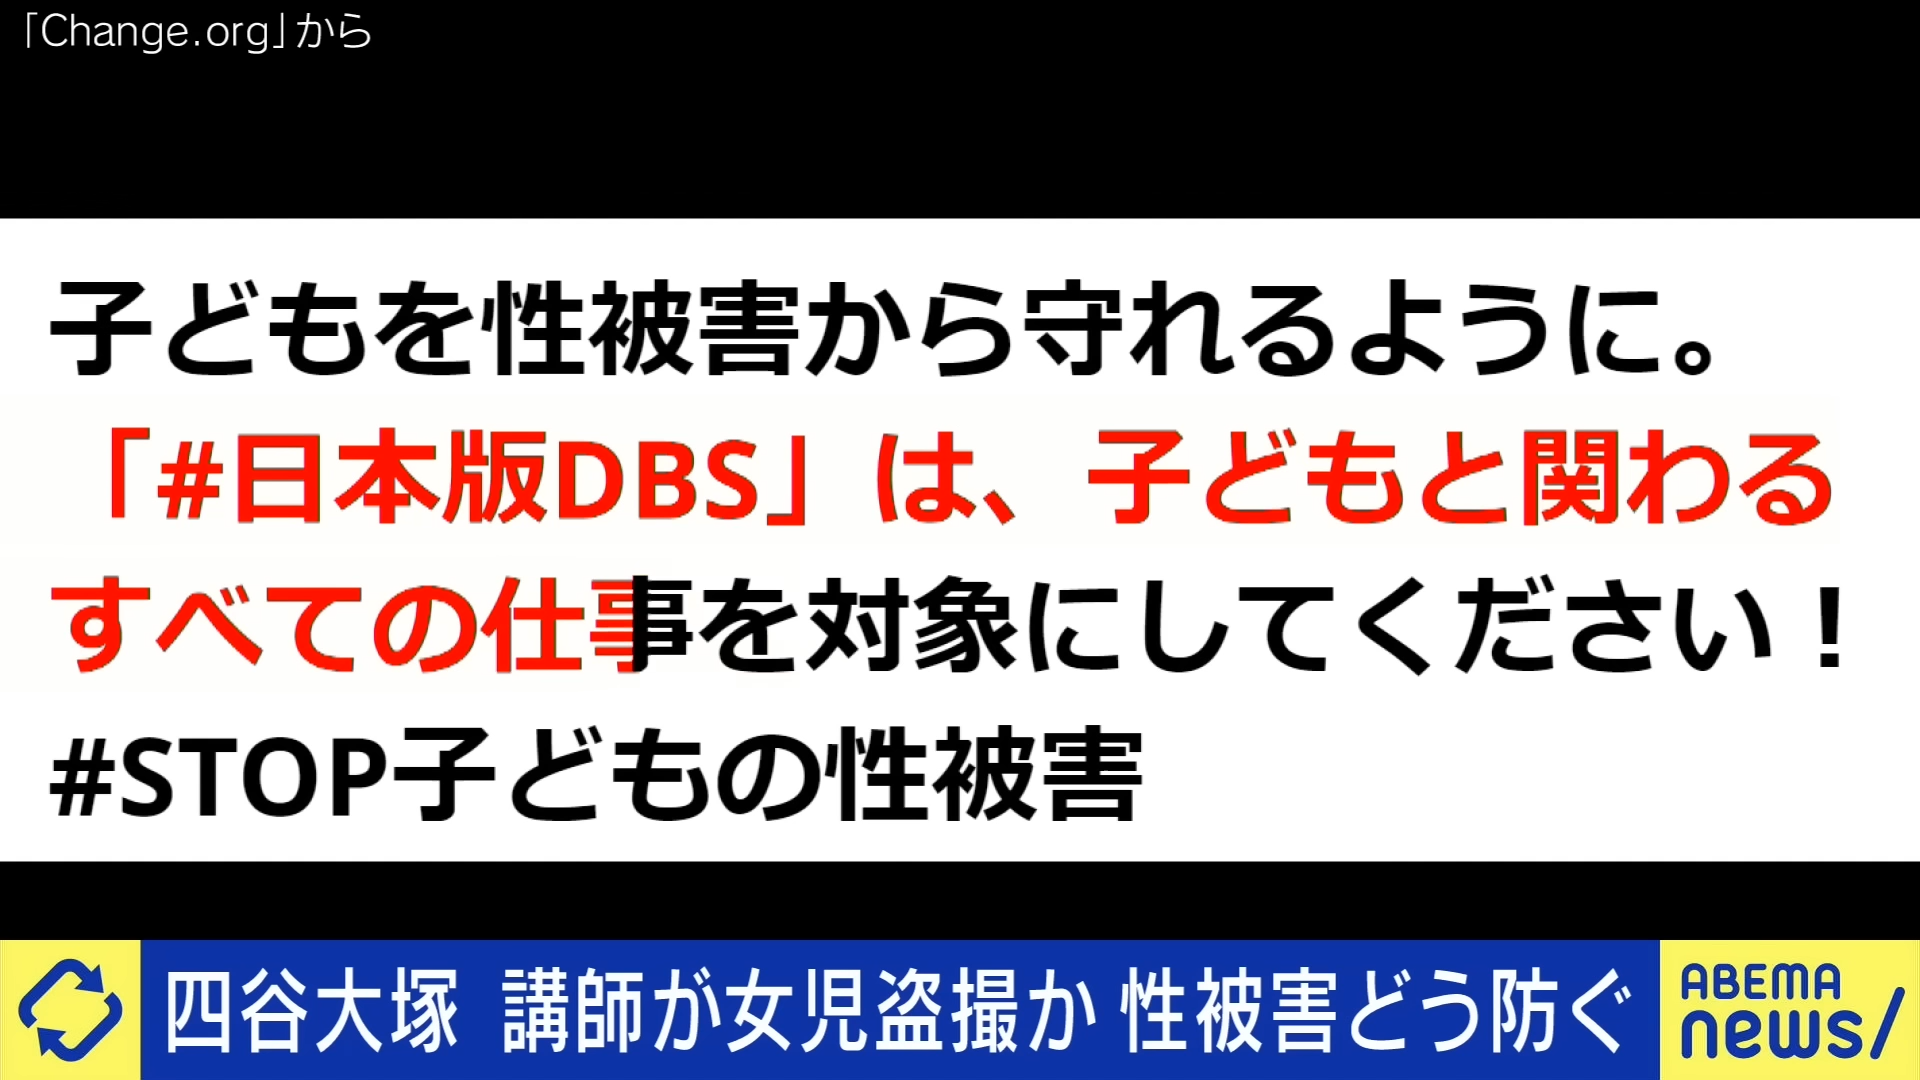 「Change.org」から
子どもを性被害から守れるように。
「#日本版DBS」は、子どもと関わる
すべての仕事を対象にしてください！
#STOP子どもの性被害
四谷大塚 講師が女児盗撮か 性被害どう防ぐ
ABEMA
news/